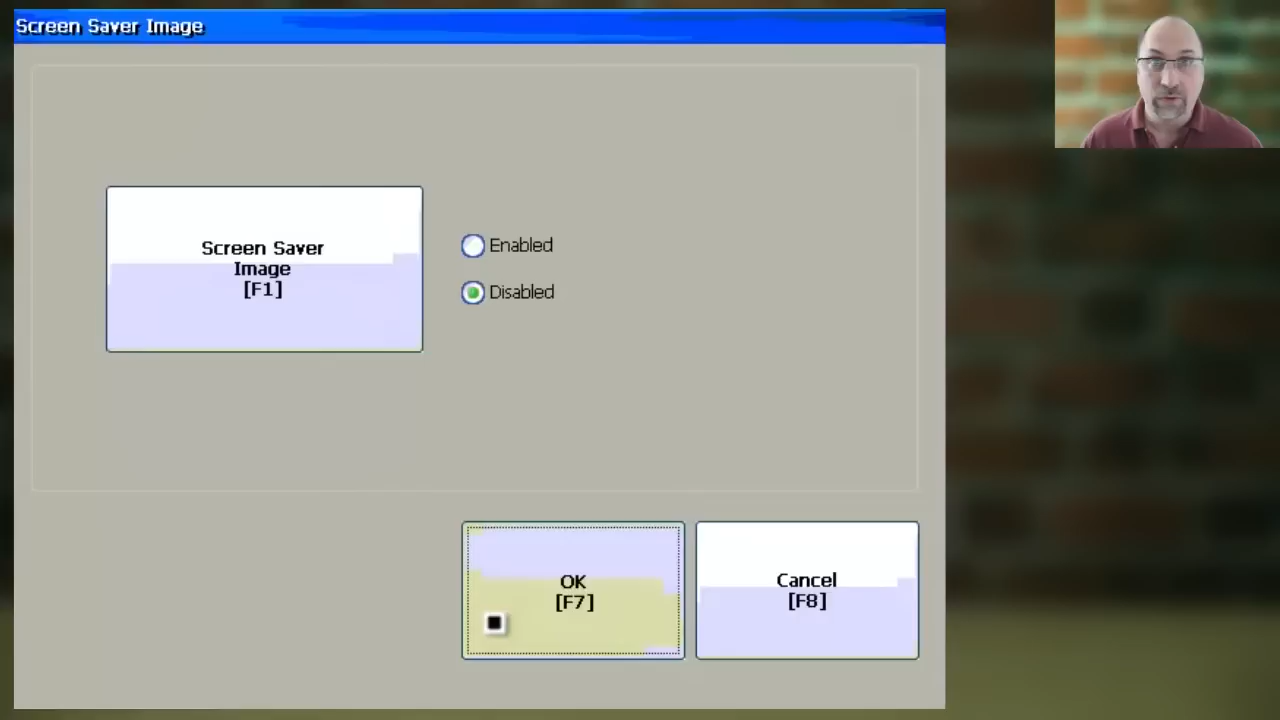 Screen Saver Image
Screen Saver
Image
[F1]
Enabled
Disabled
OK
[F7]
Cancel
[F8]